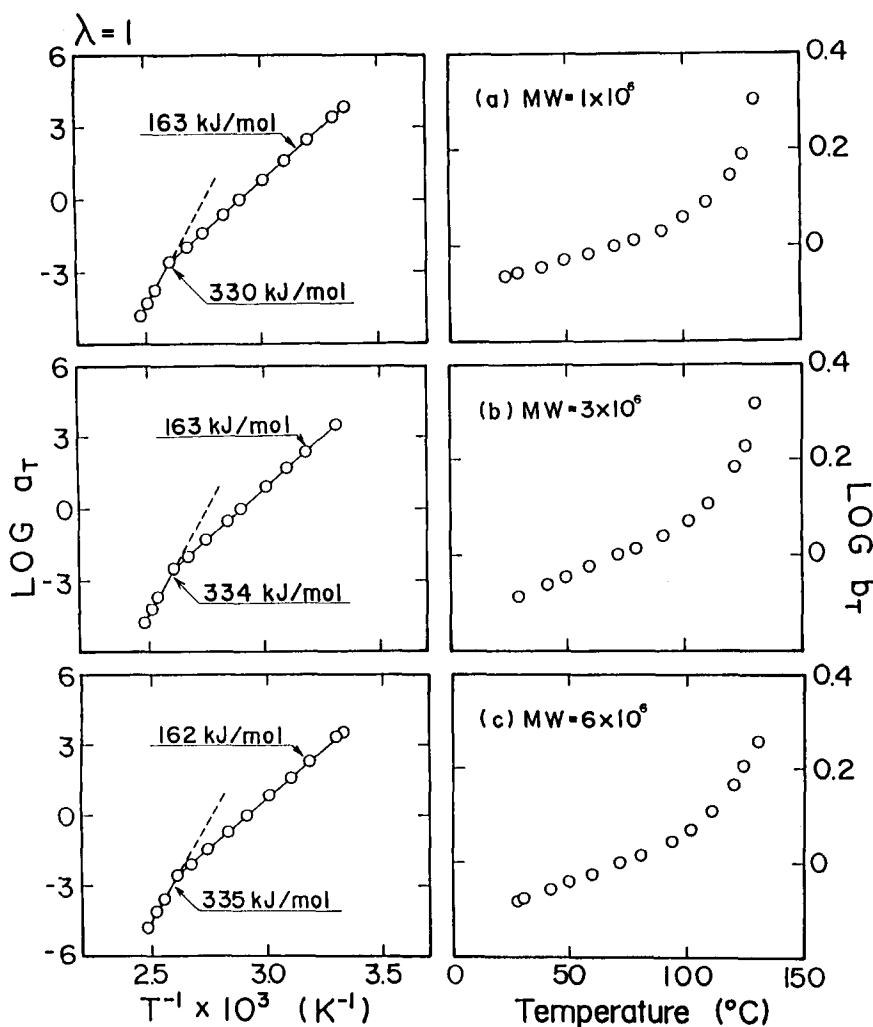 λ=1
6
3
0
-3
163 kJ/mol
330 kJ/mol
(a) MW=1×10⁶
0.4
0.2
0
6
3
0
-3
163 kJ/mol
334 kJ/mol
(b) MW=3×10⁶
0.4
0.2
0
LOG a_T
LOG b_T
6
3
0
-3
-6
162 kJ/mol
335 kJ/mol
(c) MW=6×10⁶
0.4
0.2
0
2.5 3.0 3.5
0 50 100 150
T⁻¹ × 10³ (K⁻¹)
Temperature (°C)